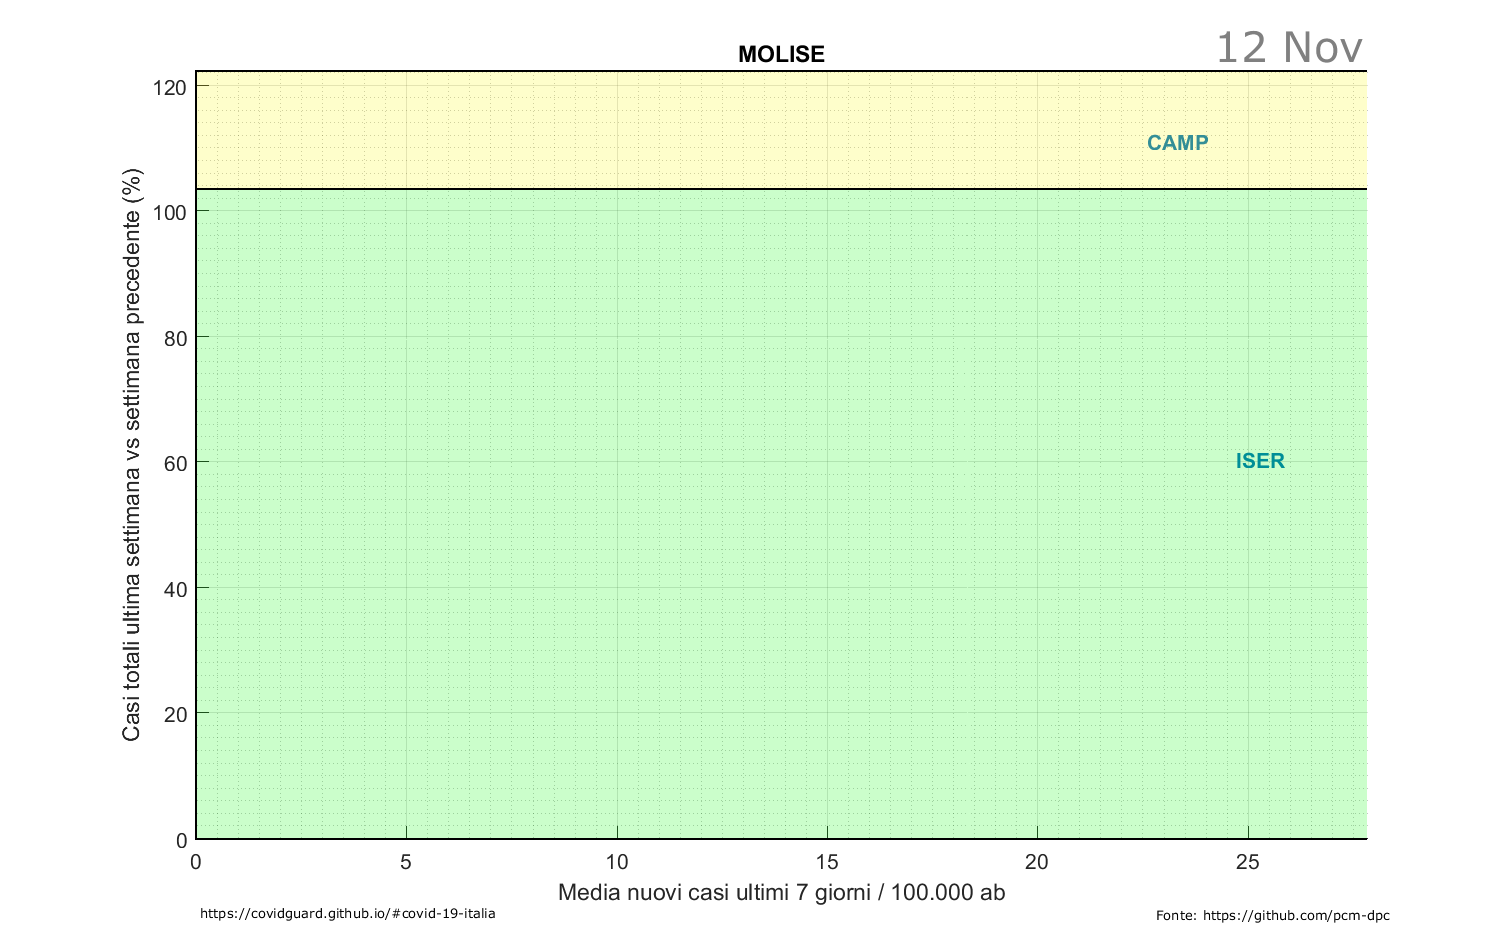 MOLISE
12 Nov
120
100
80
60
40
20
0
Casi totali ultima settimana vs settimana precedente (%)
CAMP
ISER
0
5
10
15
20
25
Media nuovi casi ultimi 7 giorni / 100.000 ab
https://covidguard.github.io/#covid-19-italia
Fonte: https://github.com/pcm-dpc